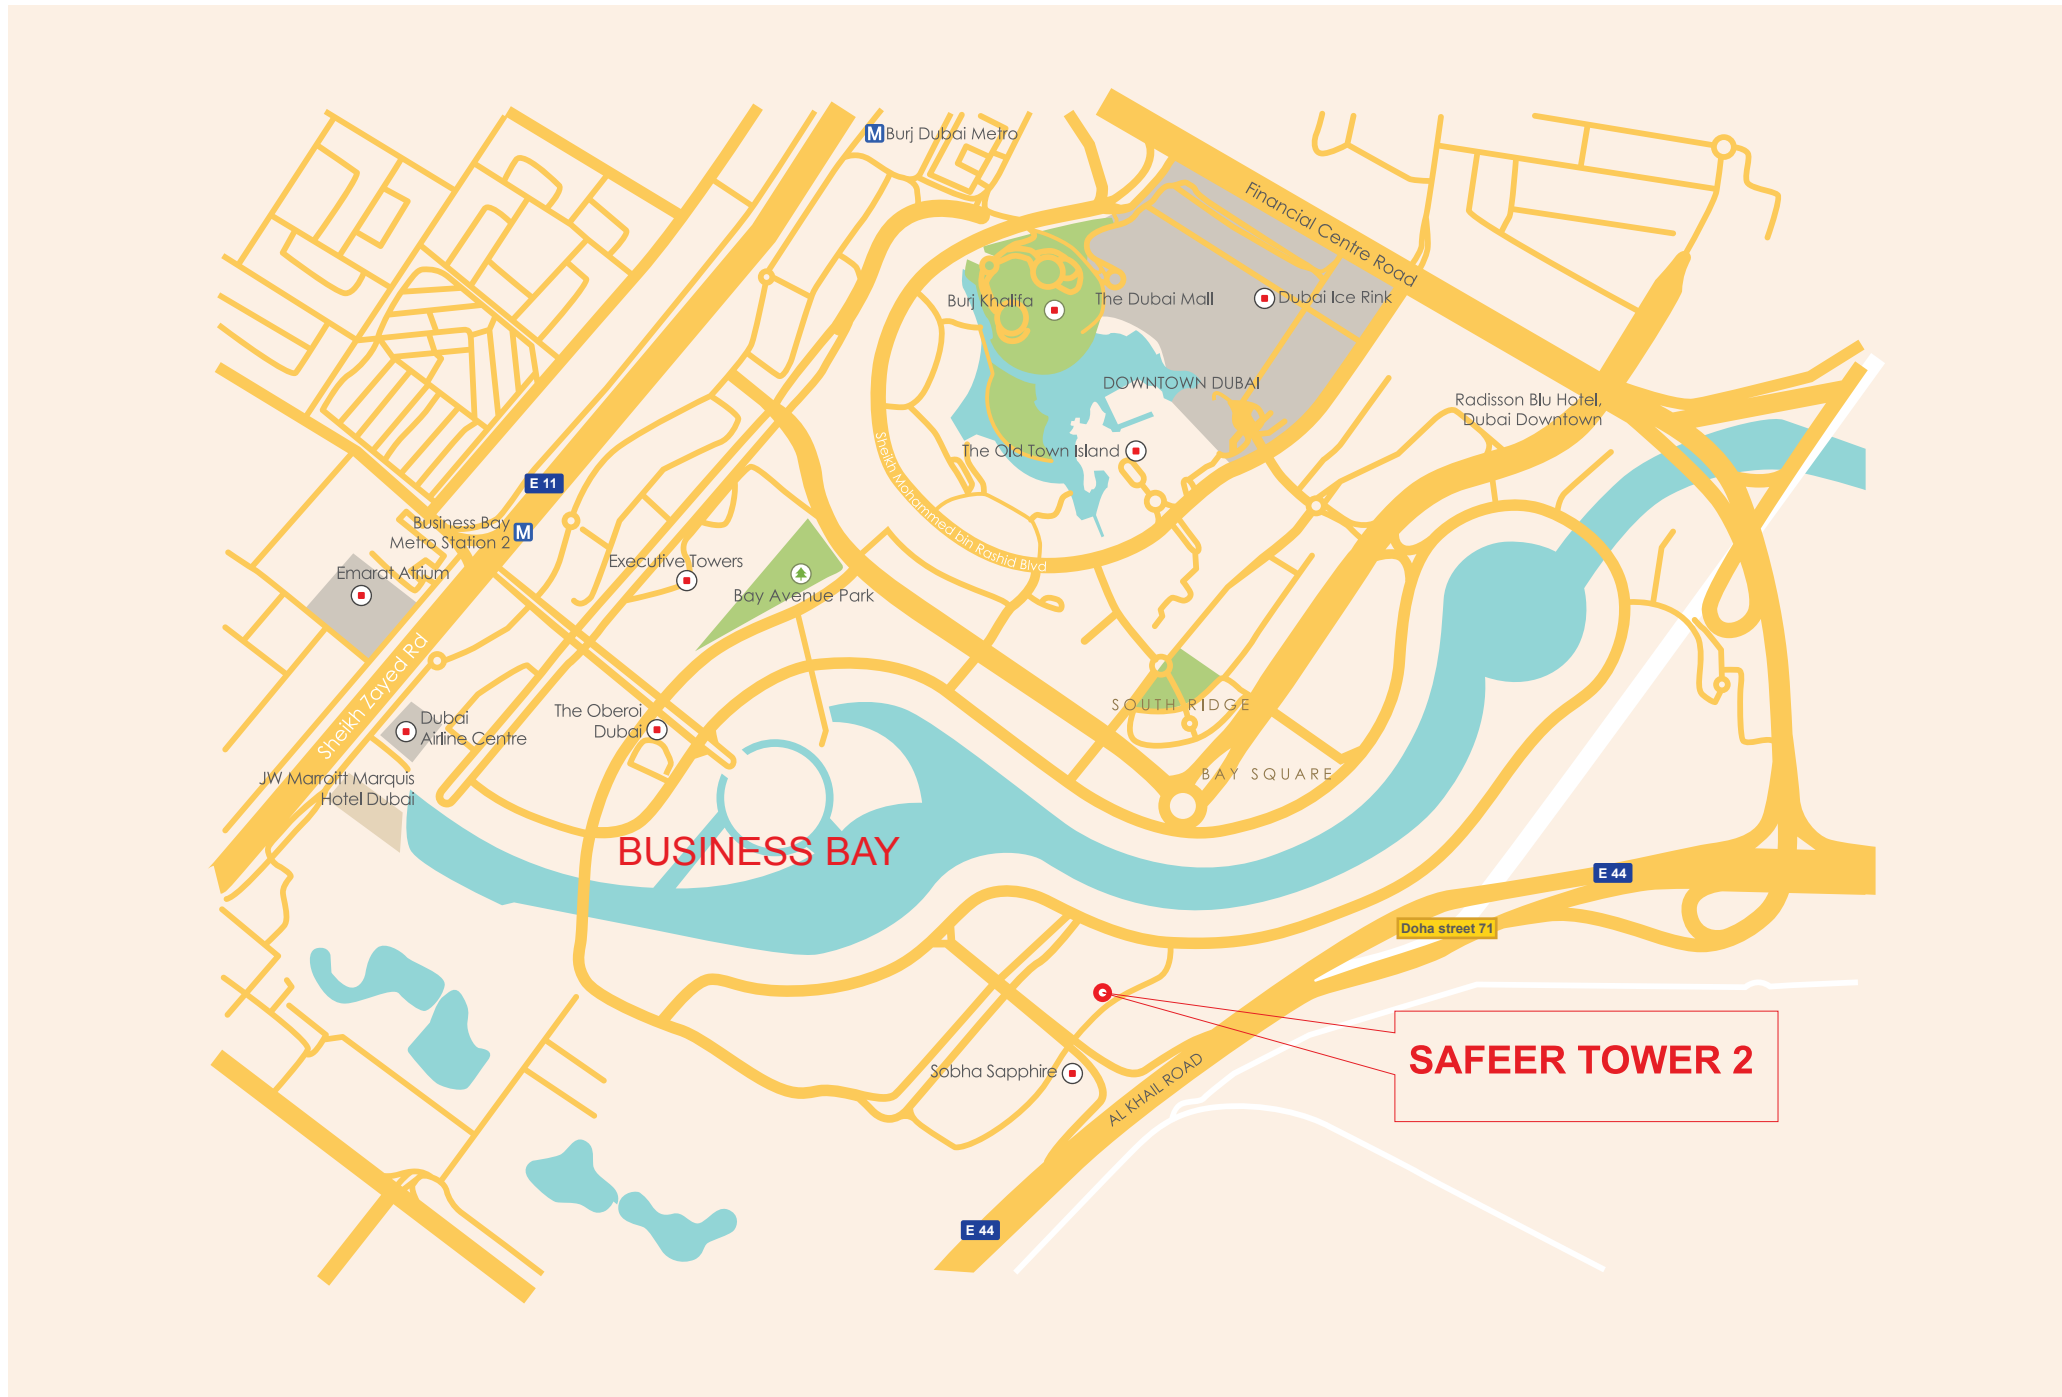 M Burj Dubai Metro
Financial Centre Road
Burj Khalifa
The Dubai Mall
Dubai Ice Rink
DOWNTOWN DUBAI
Radisson Blu Hotel,
Dubai Downtown
The Old Town Island
Sheikh Mohammed bin Rashid Blvd
E 11
Business Bay
Metro Station 2
M
Emarat Atrium
Executive Towers
Bay Avenue Park
Sheikh Zayed Rd
Dubai
Airline Centre
The Oberoi
Dubai
SOUTH RIDGE
BAY SQUARE
JW Marroitt Marquis
Hotel Dubai
BUSINESS BAY
E 44
Doha street 71
SAFEER TOWER 2
Sobha Sapphire
AL KHAIL ROAD
E 44